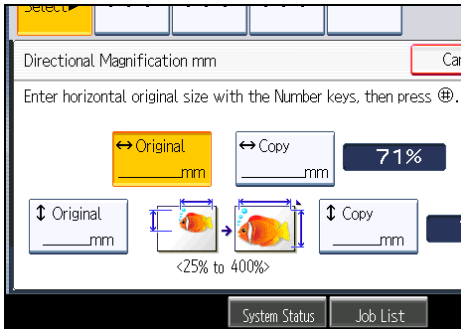 Select►
Directional Magnification mm
Enter horizontal original size with the Number keys, then press ⊕.
↔ Original
mm
↔ Copy
mm
71%
↕ Original
mm
↕ Copy
mm
<25% to 400%>
System Status
Job List